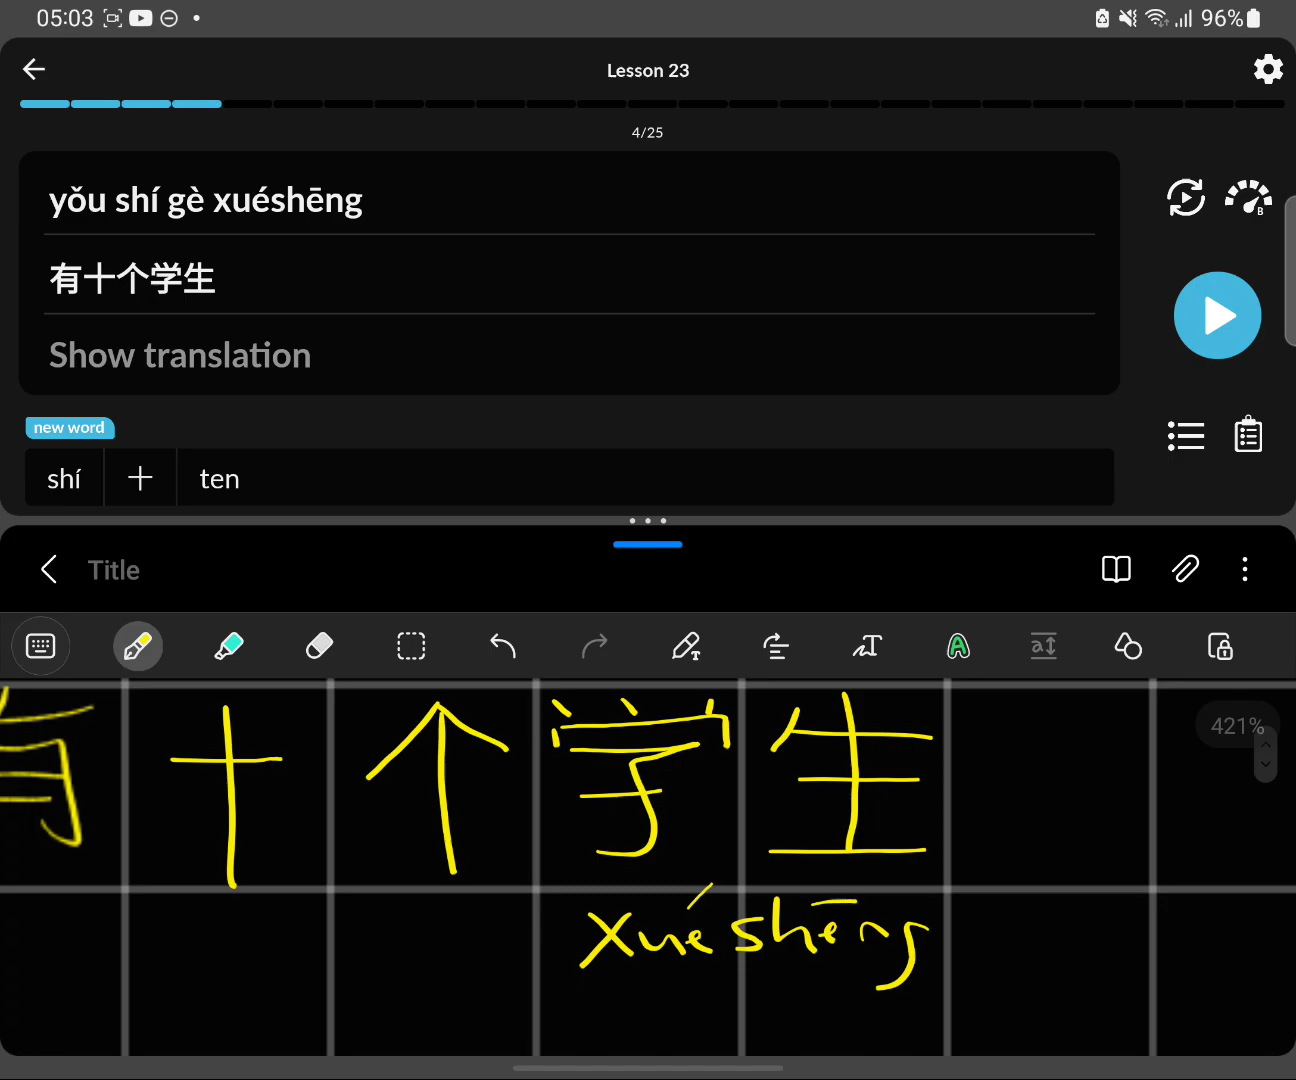 05:03
96%
Lesson 23
4/25
yǒu shí gè xuéshēng
有十个学生
Show translation
new word
shí 十 ten
Title
421%
有十个学生
xuéshēng